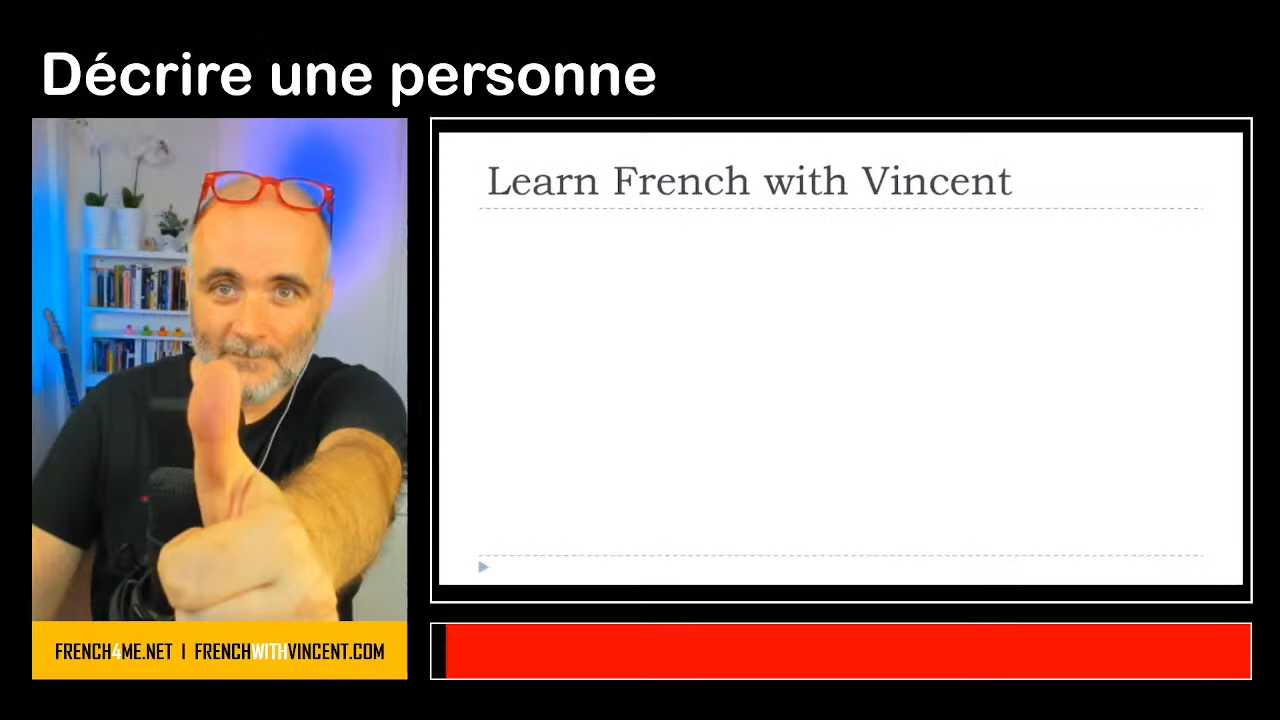 Décrire une personne
Learn French with Vincent
FRENCH4ME.NET I FRENCHWITHVINCENT.COM